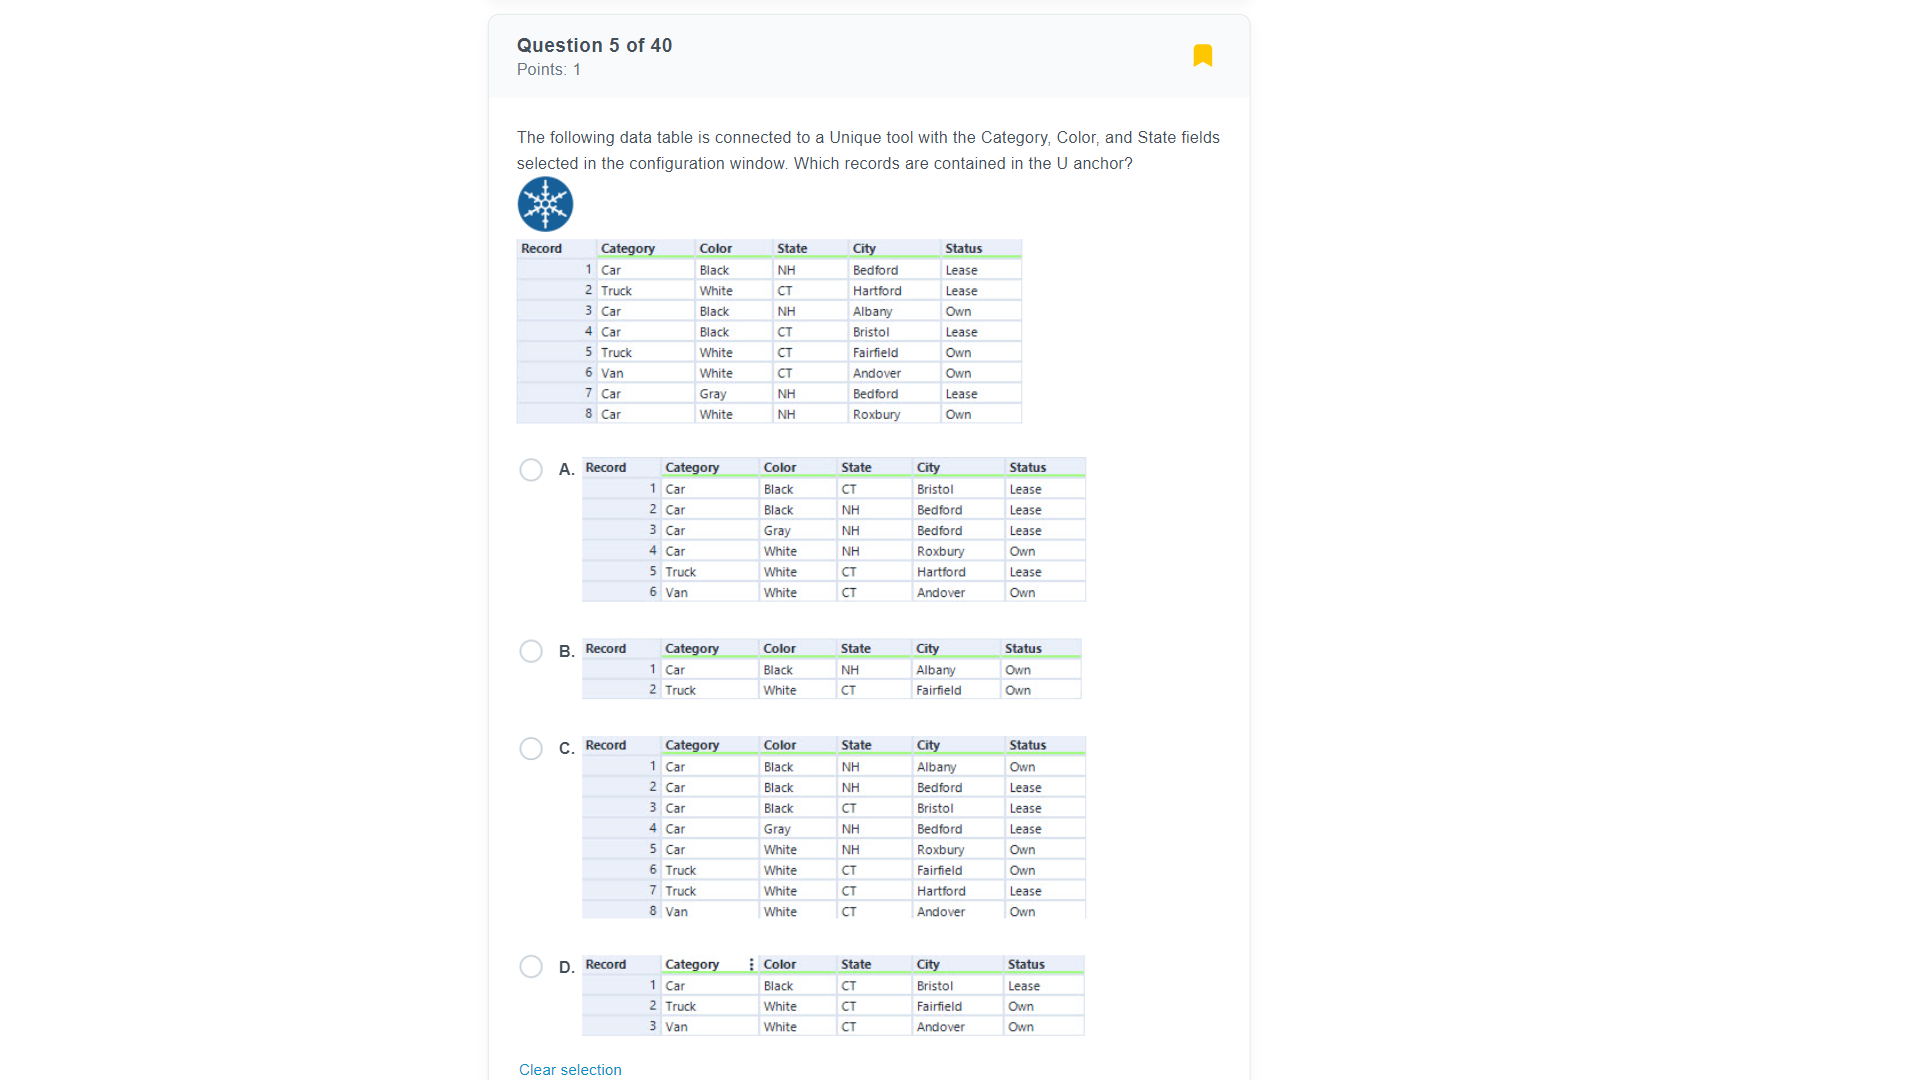 Question 5 of 40
Points: 1
The following data table is connected to a Unique tool with the Category, Color, and State fields
selected in the configuration window. Which records are contained in the U anchor?
Record Category Color State City Status
1 Car Black NH Bedford Lease
2 Truck White CT Hartford Lease
3 Car Black NH Albany Own
4 Car Black CT Bristol Lease
5 Truck White CT Fairfield Own
6 Van White CT Andover Own
7 Car Gray NH Bedford Lease
8 Car White NH Roxbury Own
A. Record Category Color State City Status
1 Car Black CT Bristol Lease
2 Car Black NH Bedford Lease
3 Car Gray NH Bedford Lease
4 Car White NH Roxbury Own
5 Truck White CT Hartford Lease
6 Van White CT Andover Own
B. Record Category Color State City Status
1 Car Black NH Albany Own
2 Truck White CT Fairfield Own
C. Record Category Color State City Status
1 Car Black NH Albany Own
2 Car Black NH Bedford Lease
3 Car Black CT Bristol Lease
4 Car Gray NH Bedford Lease
5 Car White NH Roxbury Own
6 Truck White CT Fairfield Own
7 Truck White CT Hartford Lease
8 Van White CT Andover Own
D. Record Category Color State City Status
1 Car Black CT Bristol Lease
2 Truck White CT Fairfield Own
3 Van White CT Andover Own
Clear selection